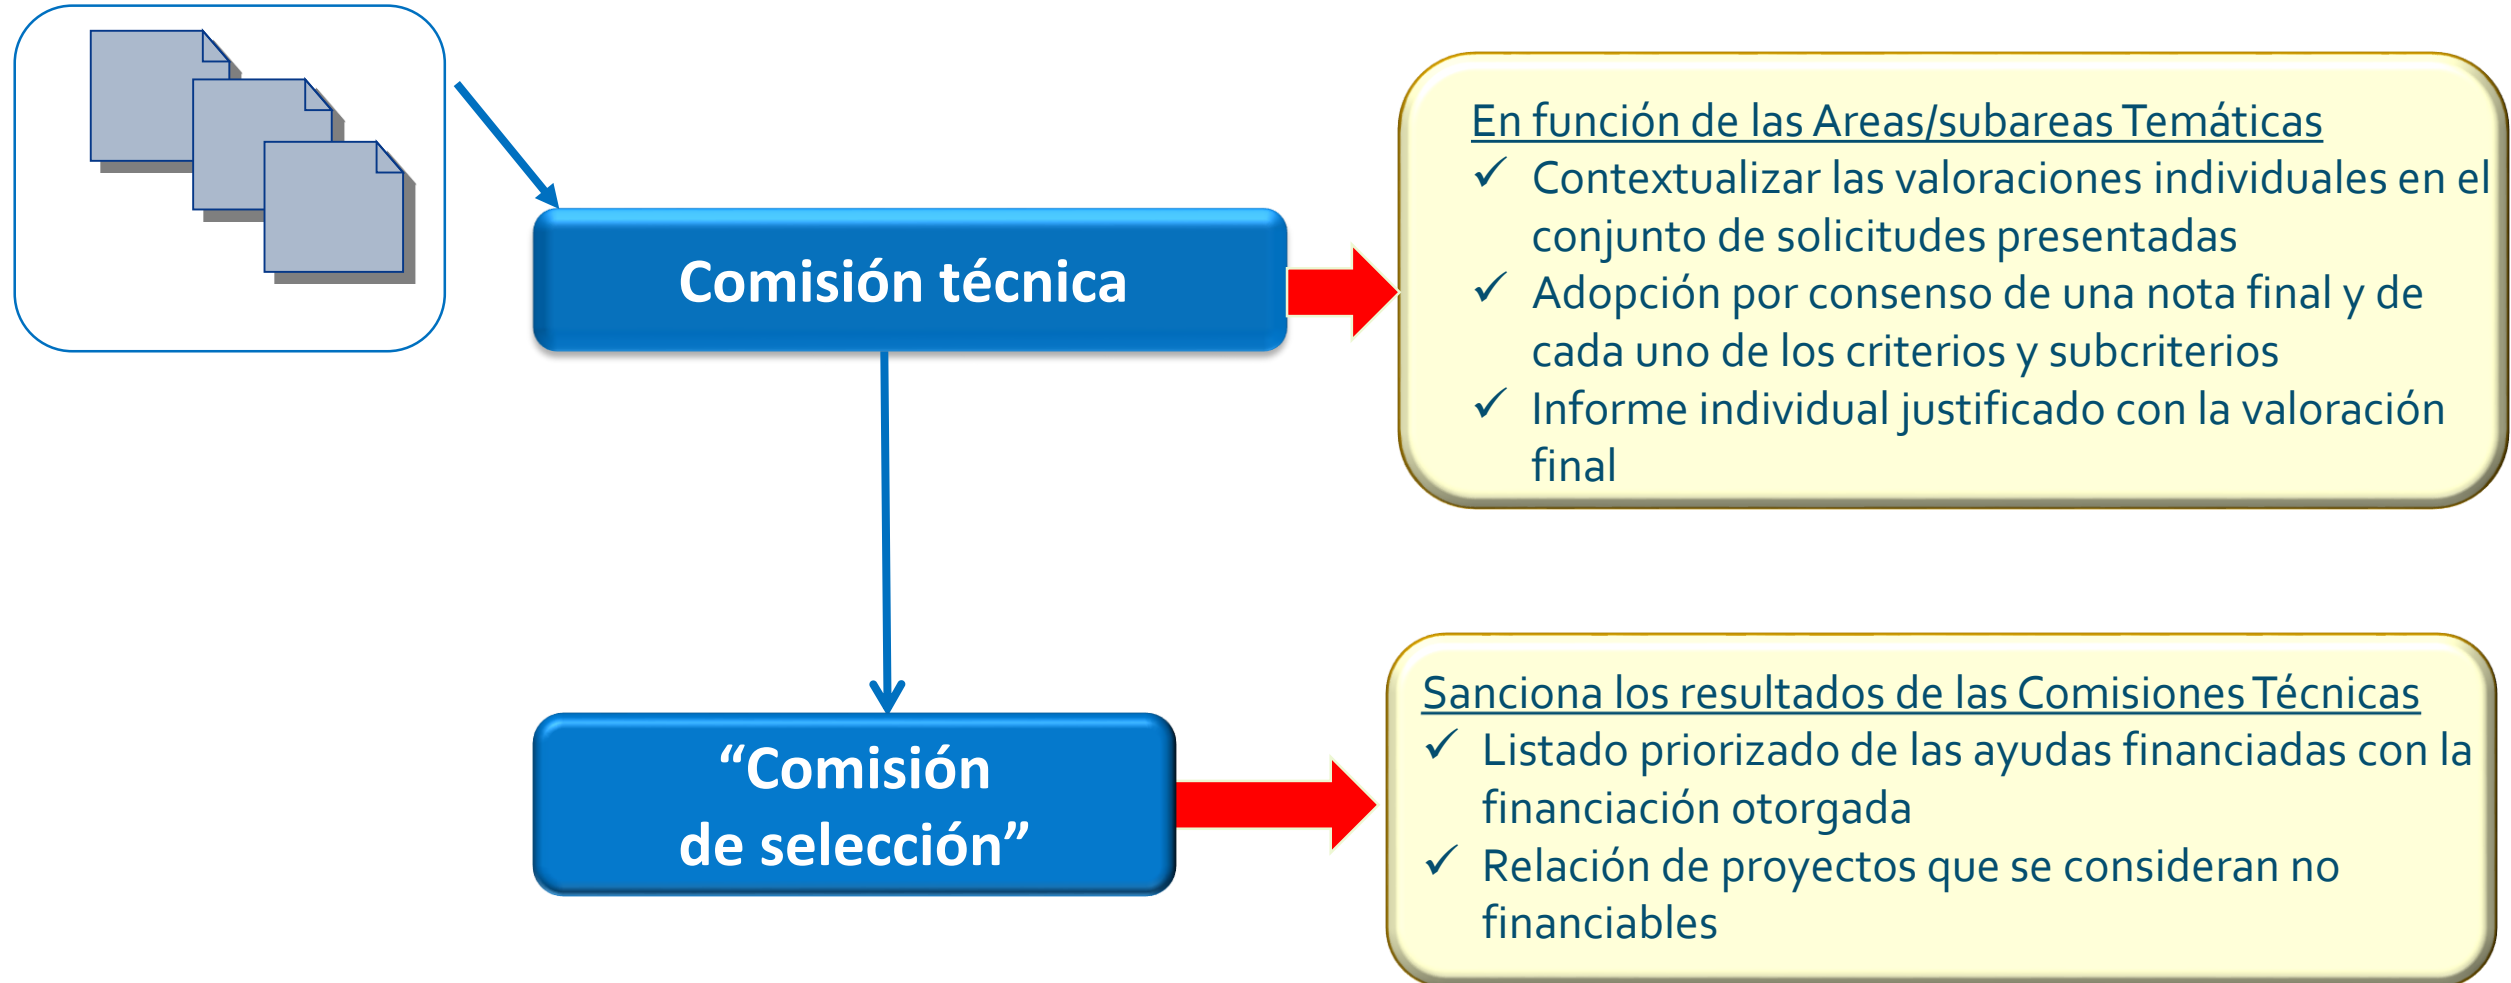 Comisión técnica
En función de las Areas/subareas Temáticas
✓ Contextualizar las valoraciones individuales en el
conjunto de solicitudes presentadas
✓ Adopción por consenso de una nota final y de
cada uno de los criterios y subcriterios
✓ Informe individual justificado con la valoración
final
“Comisión
de selección”
Sanciona los resultados de las Comisiones Técnicas
✓ Listado priorizado de las ayudas financiadas con la
financiación otorgada
✓ Relación de proyectos que se consideran no
financiables